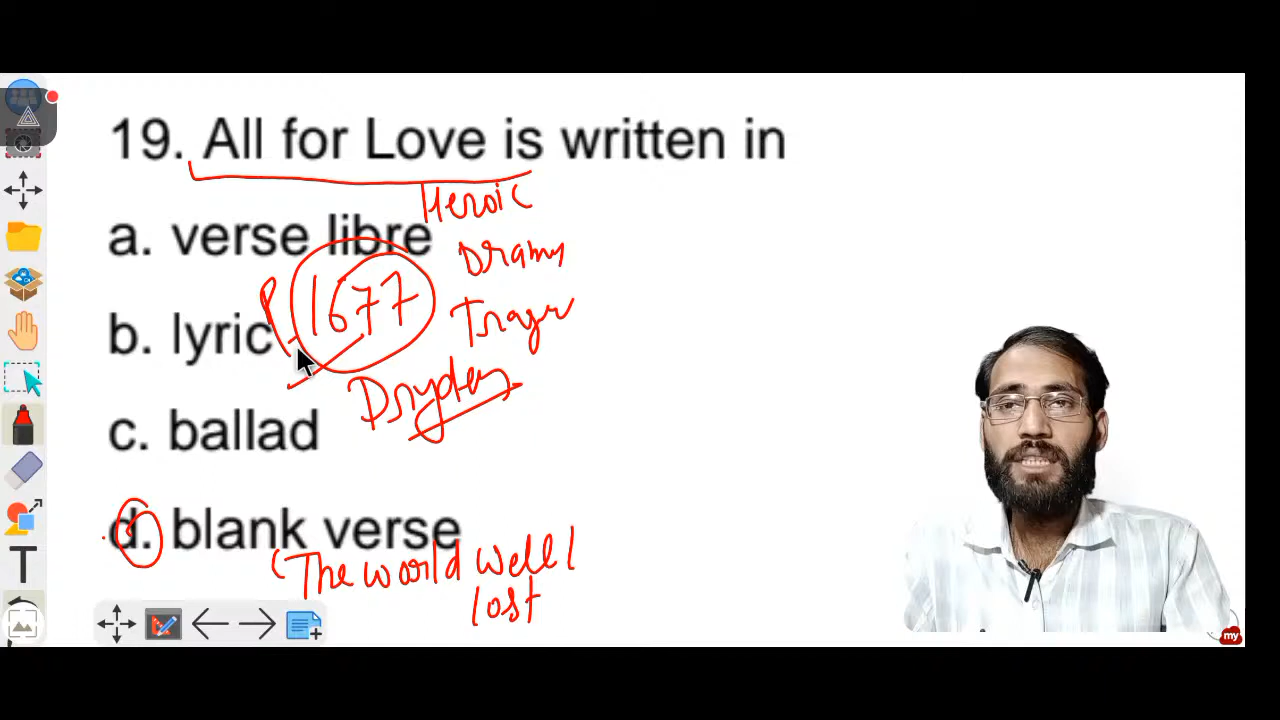 19. All for Love is written in
Heroic
a. verse libre
Drama
P 1677
b. lyric
Dryden
c. ballad
d. blank verse
(The world well
lost
T
my